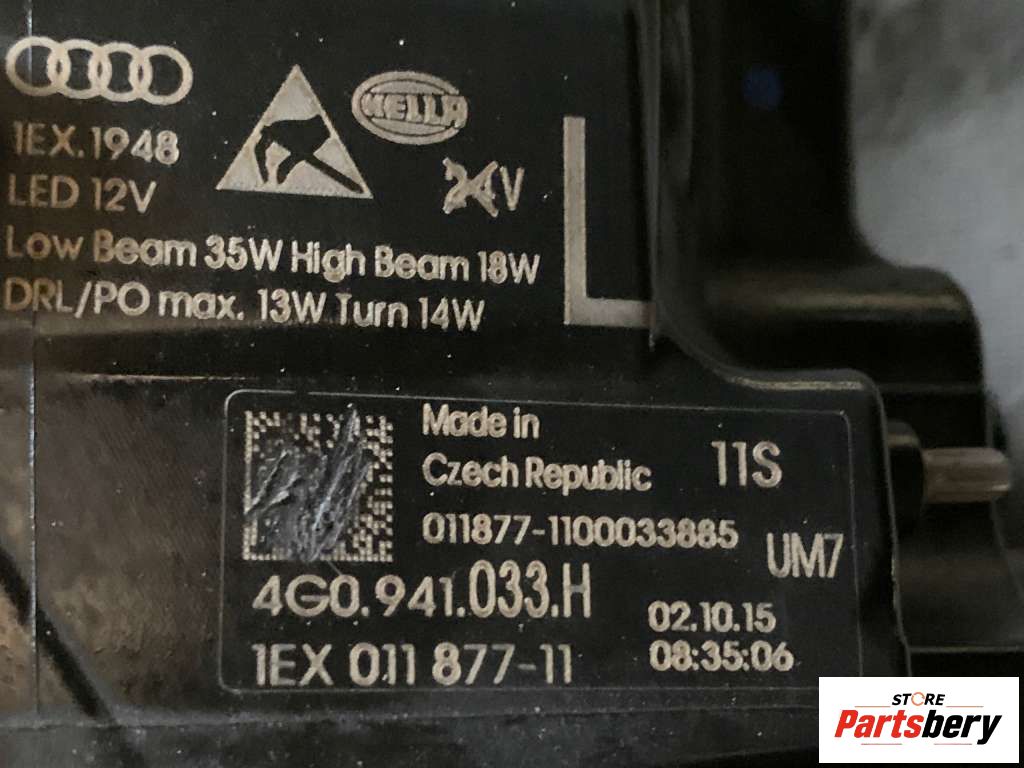 HELLA
1EX.1948
24V
LED 12V
L
Low Beam 35W High Beam 18W
DRL/PO max. 13W Turn 14W
Made in
Czech Republic
11S
011877-1100033885
UM7
4G0.941.033.H
02.10.15
1EX 011 877-11
08:35:06
STORE
Partsbery